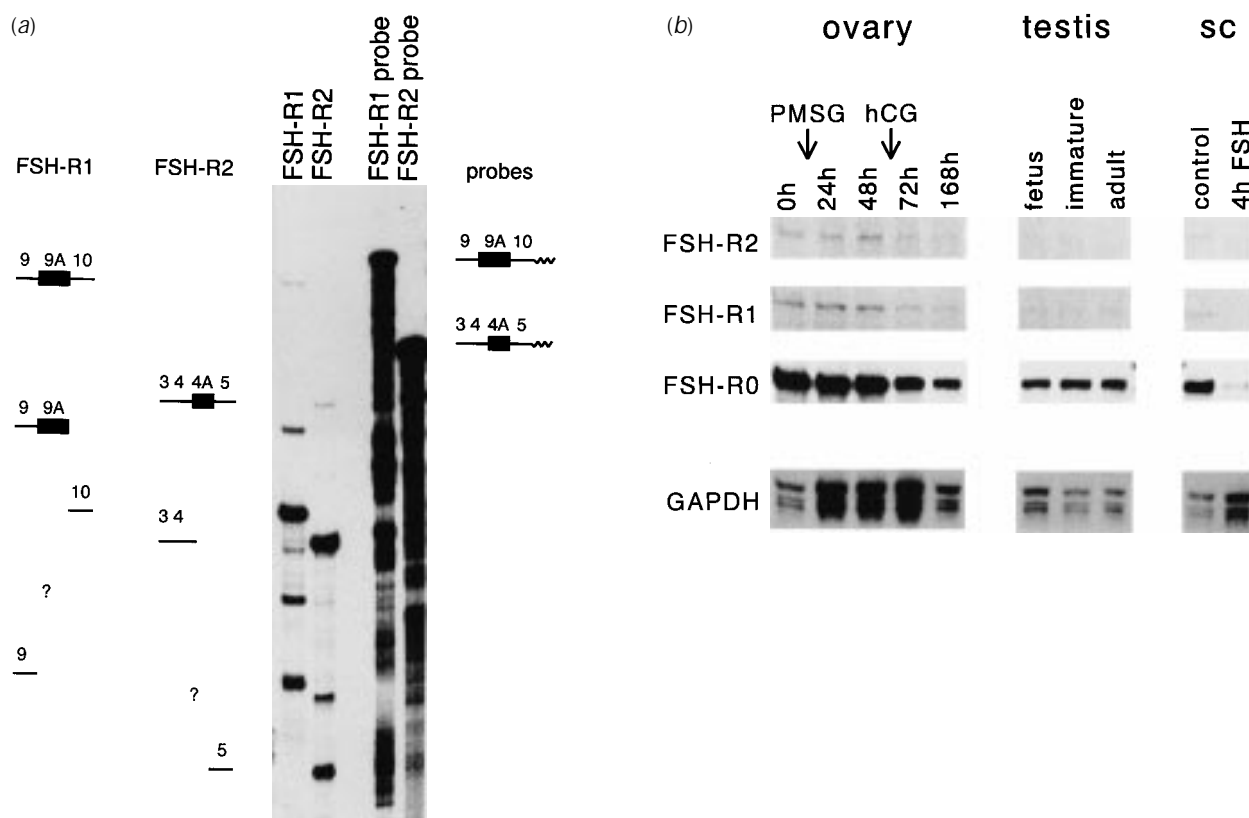 (a)
FSH-R1
FSH-R2
FSH-R1
FSH-R2
FSH-R1 probe
FSH-R2 probe
probes
9 9A 10
9 9A
10
?
9
3 4 4A 5
3 4
?
5
9 9A 10
3 4 4A 5
(b)
ovary
testis
sc
PMSG
hCG
0h
24h
48h
72h
168h
fetus
immature
adult
control
4h FSH
FSH-R2
FSH-R1
FSH-R0
GAPDH